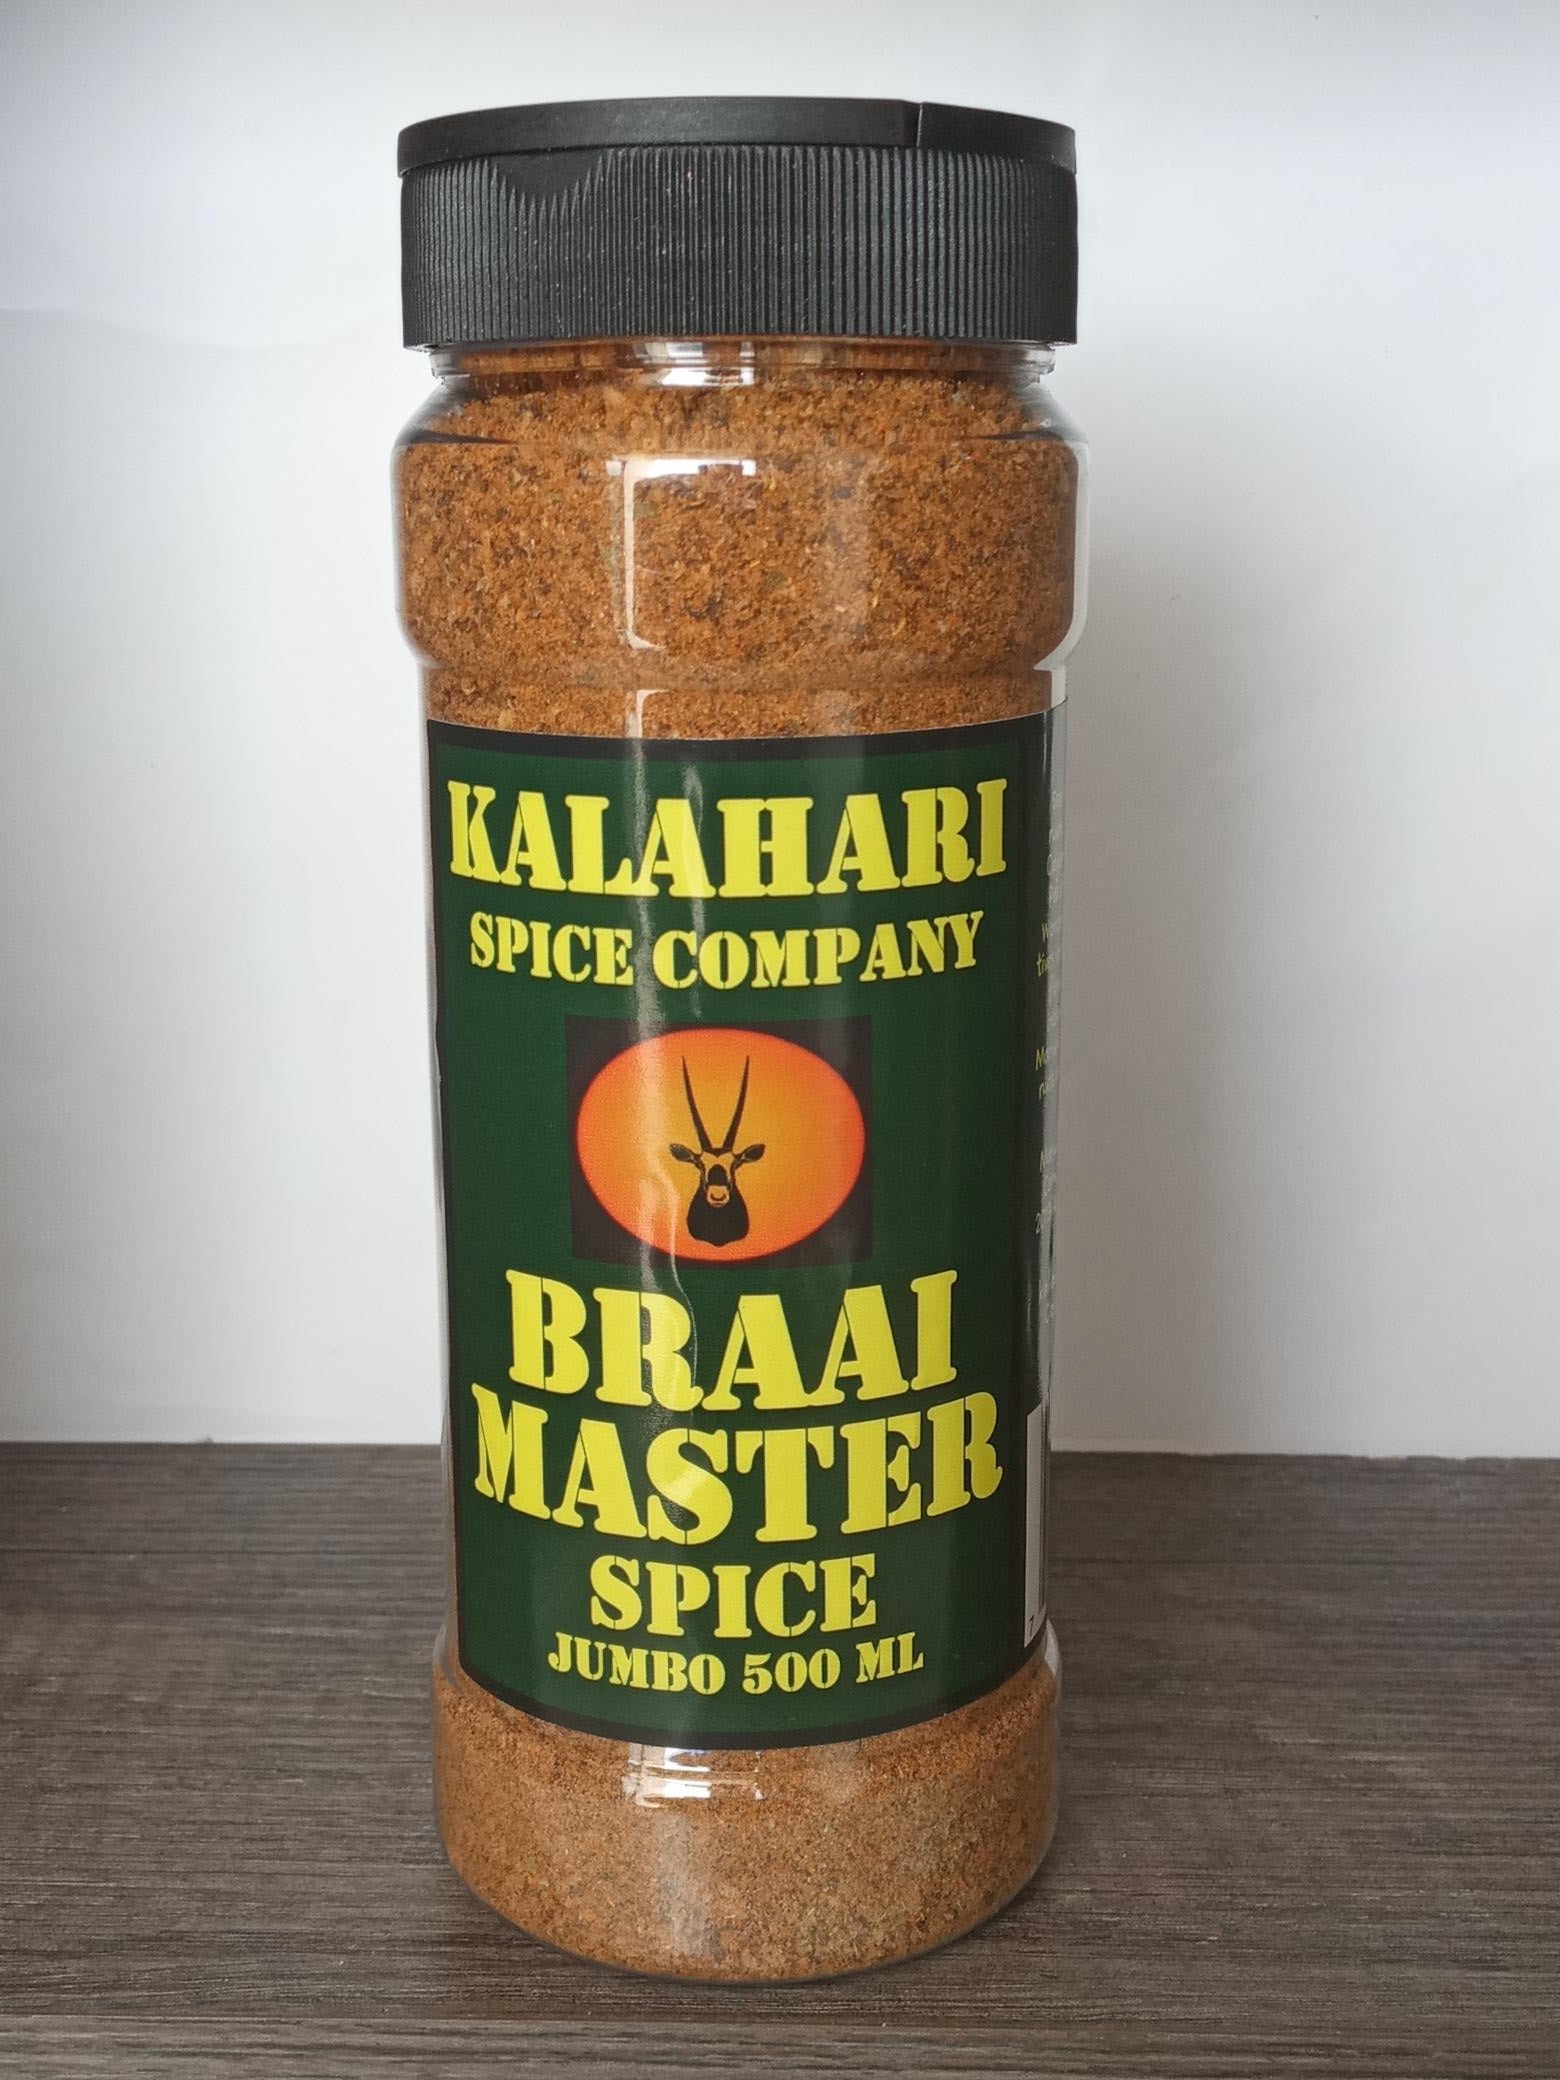 KALAHARI
SPICE COMPANY
BRAAI
MASTER
SPICE
JUMBO 500 ML